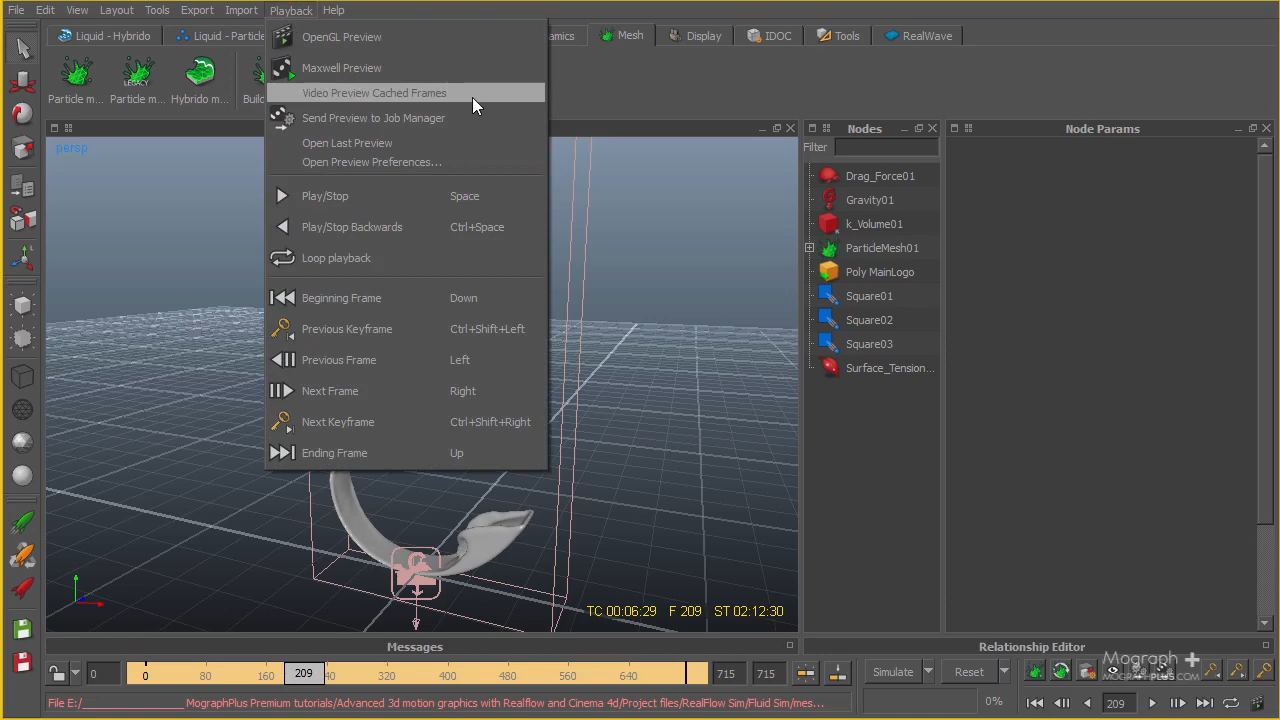 File Edit Layout Tools Export Import Playback Help
Liquid - Hybrido Liquid - Particle amics Mesh Display IDOC Tools RealWave
Particle m... Particle m... Hybrido m...
LEGACY
OpenGL Preview
Maxwell Preview
Video Preview Cached Frames
Send Preview to Job Manager
Open Last Preview
Open Preview Preferences...
Play/Stop Space
Play/Stop Backwards Ctrl+Space
Loop playback
Beginning Frame Down
Previous Keyframe Ctrl+Shift+Left
Previous Frame Left
Next Frame Right
Next Keyframe Ctrl+Shift+Right
Ending Frame Up
persp
TC 00:06:29 F 209 ST 02:12:30
Nodes
Filter
Drag_Force01
Gravity01
k_Volume01
ParticleMesh01
Poly MainLogo
Square01
Square02
Square03
Surface_Tension...
Node Params
Messages
Relationship Editor
0 0 80 160 209 240 320 400 480 560 640 715 715
Simulate Reset
Mograph +
MOGRAPHPLUS.COM
0% 209
File E:/______________ MographPlus Premium tutorials/Advanced 3d motion graphics with Realflow and Cinema 4d/Project files/RealFlow Sim/Fluid Sim/mes...